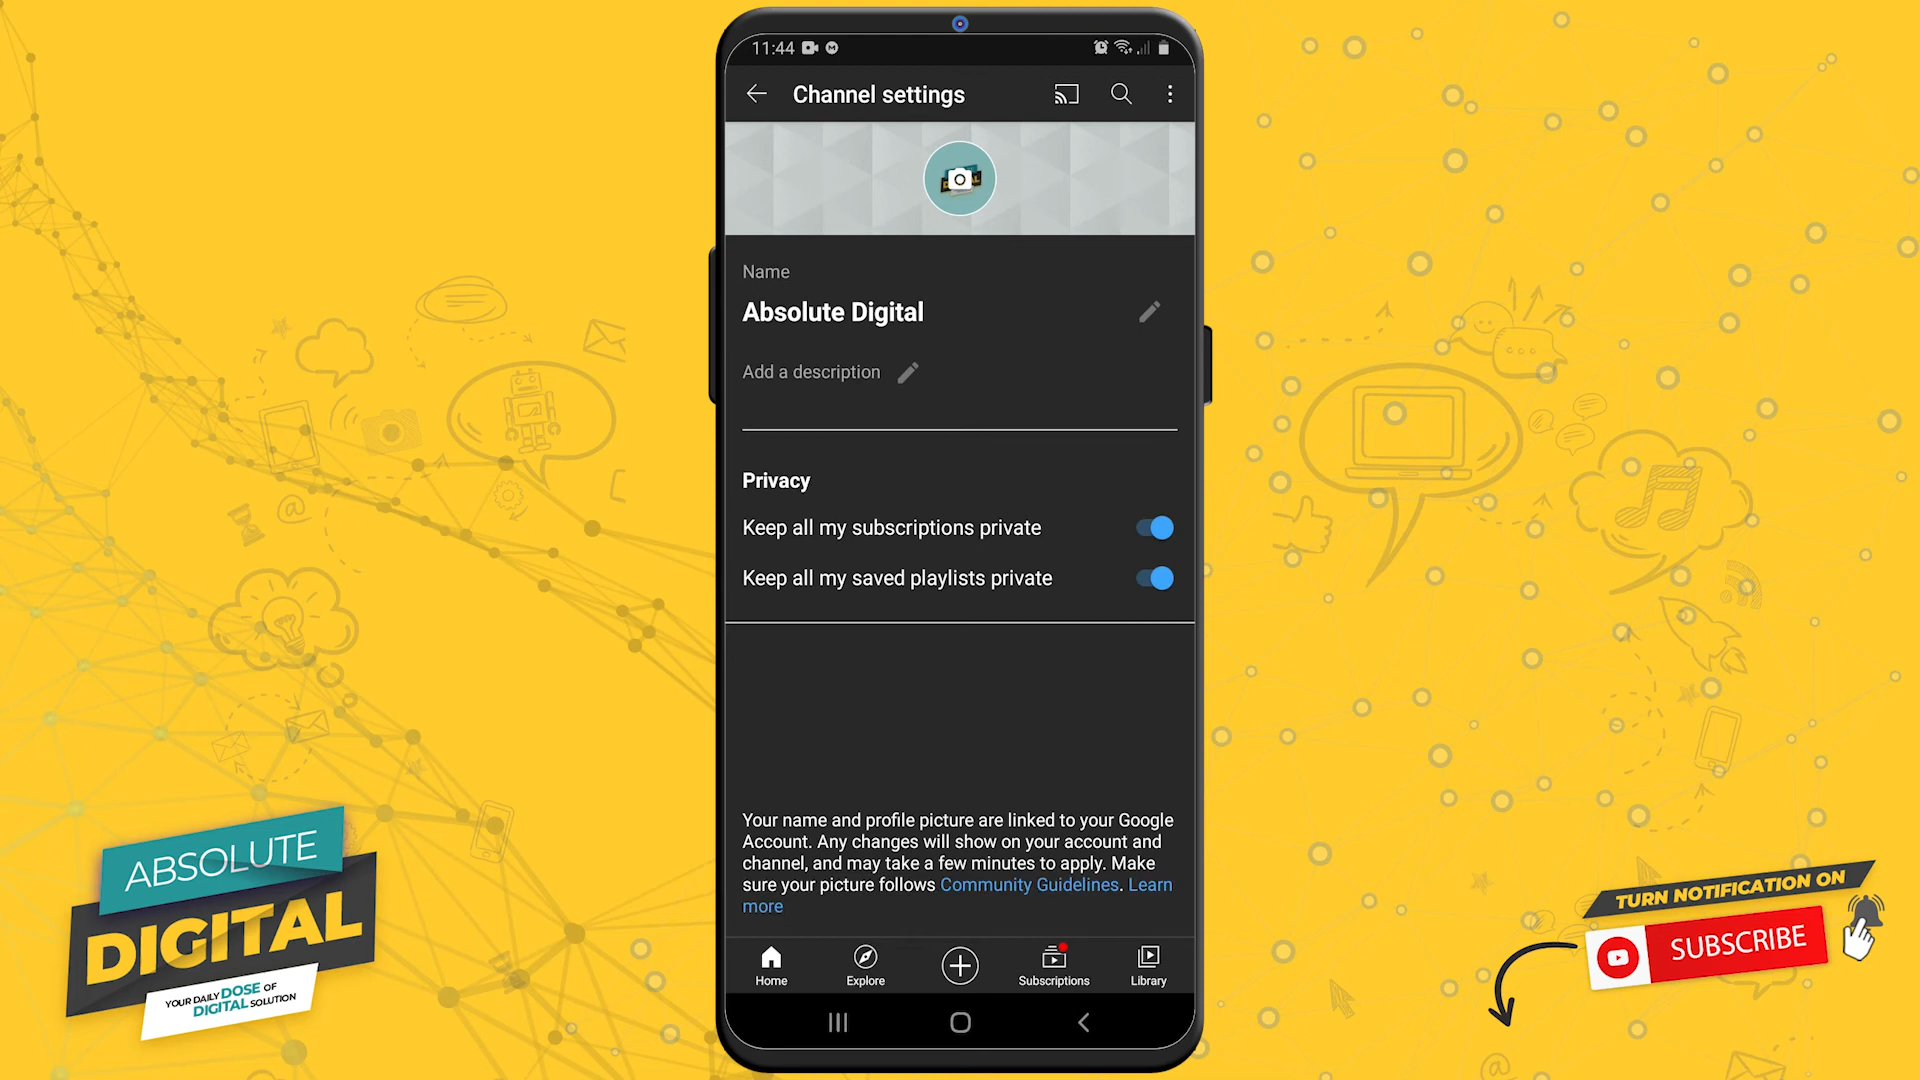 11:44
Channel settings
Name
Absolute Digital
Add a description
Privacy
Keep all my subscriptions private
Keep all my saved playlists private
Your name and profile picture are linked to your Google
Account. Any changes will show on your account and
channel, and may take a few minutes to apply. Make
sure your picture follows Community Guidelines. Learn
more
Home
Explore
Subscriptions
Library
ABSOLUTE
DIGITAL
YOUR DAILY DOSE OF
DIGITAL SOLUTION
TURN NOTIFICATION ON
SUBSCRIBE